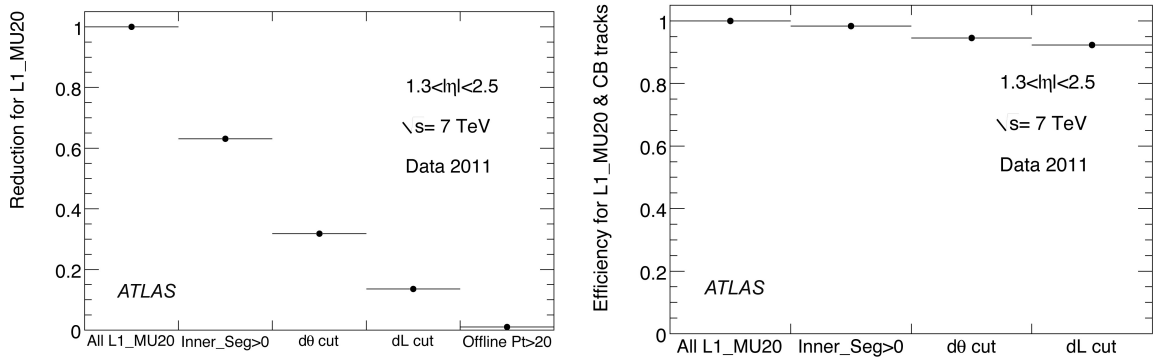 Reduction for L1_MU20
1
0.8
0.6
0.4
0.2
0
1.3<|η|<2.5
√s= 7 TeV
Data 2011
ATLAS
All L1_MU20 Inner_Seg>0 dθ cut dL cut Offline Pt>20
Efficiency for L1_MU20 & CB tracks
1
0.8
0.6
0.4
0.2
0
1.3<|η|<2.5
√s= 7 TeV
Data 2011
ATLAS
All L1_MU20 Inner_Seg>0 dθ cut dL cut